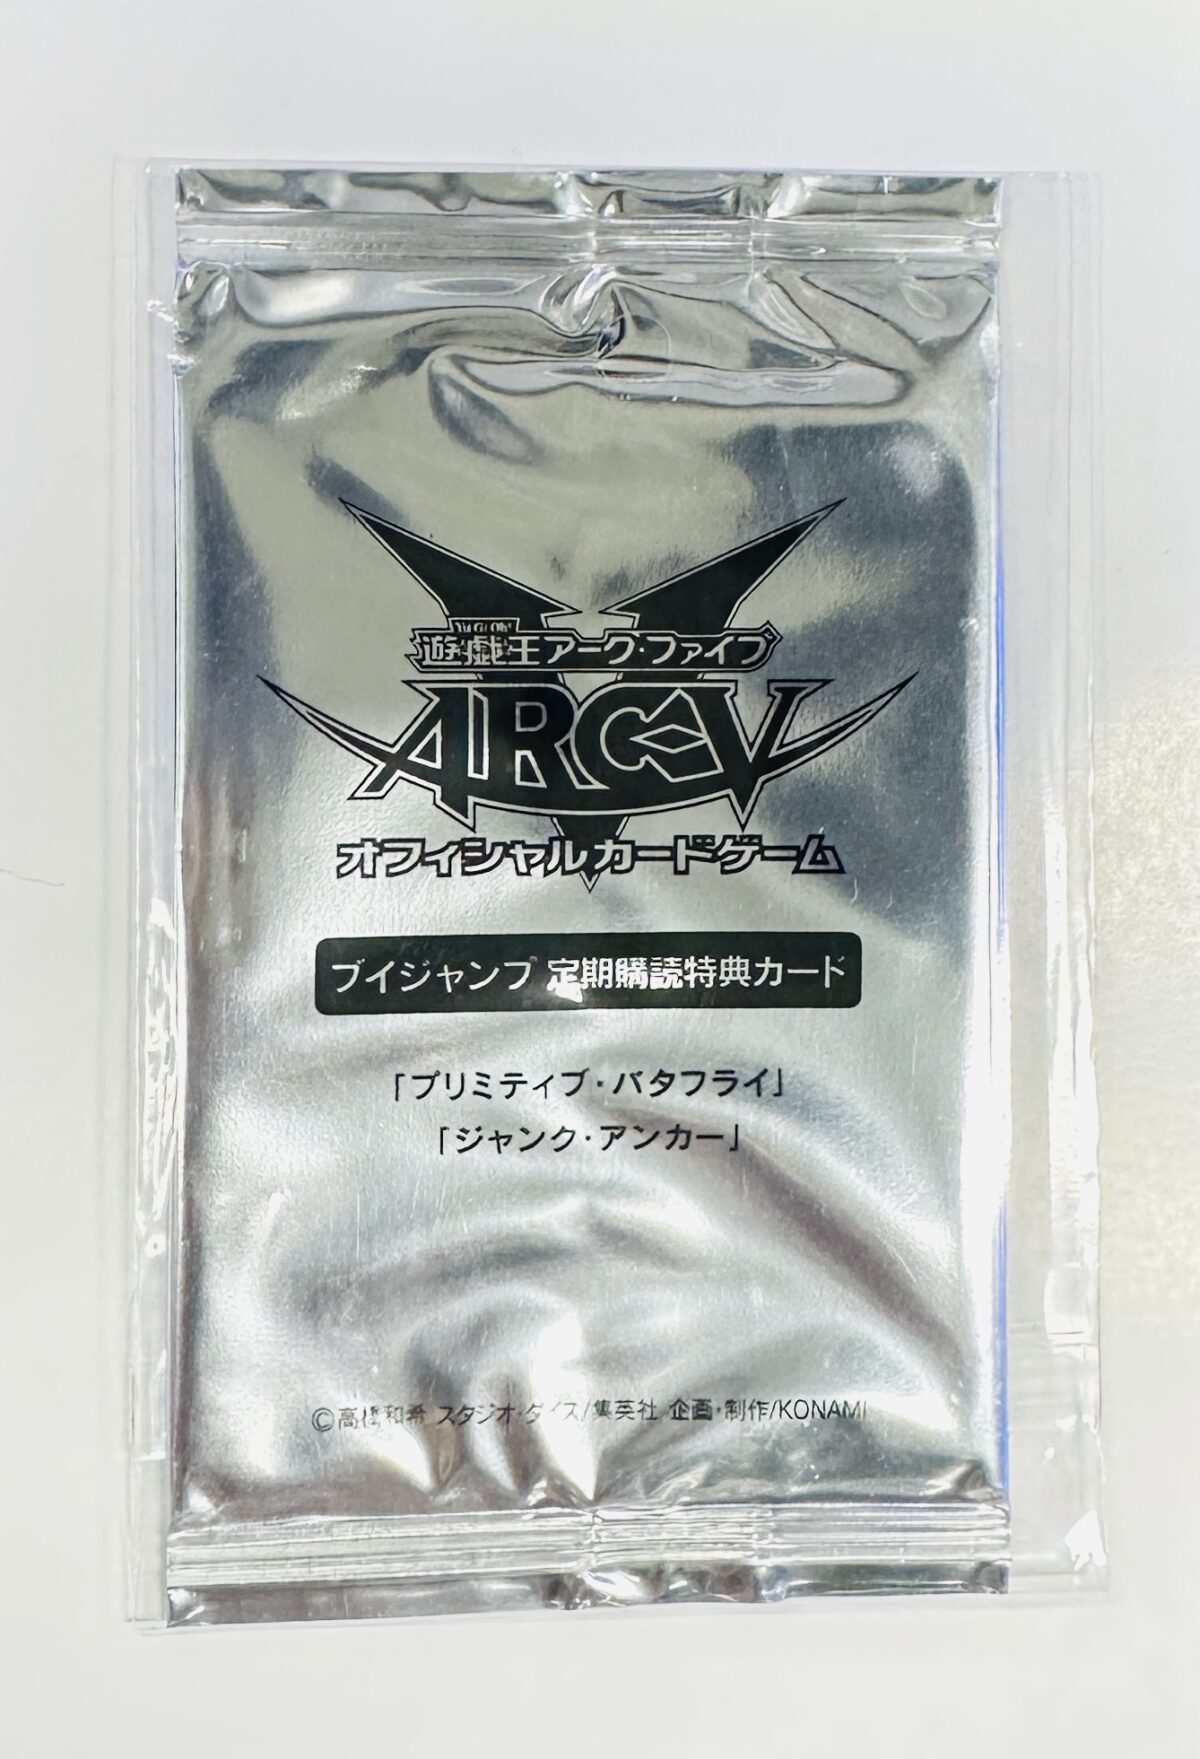 Yu-Gi-Oh!
遊戯王アーク・ファイブ
ARC-V
オフィシャルカードゲーム
ブイジャンプ 定期購読特典カード
「プリミティブ・バタフライ」
「ジャンク・アンカー」
©高橋和希 スタジオ・ダイス/集英社 企画・制作/KONAMI